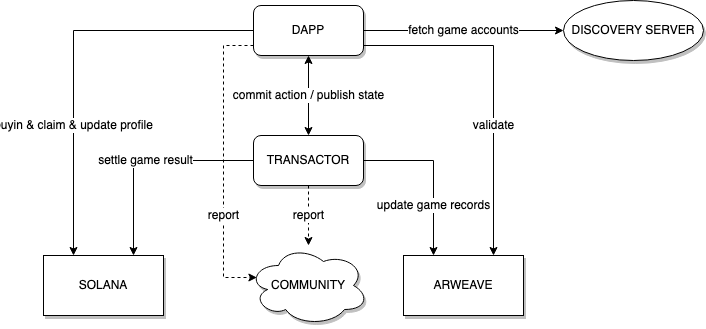 DAPP
fetch game accounts
DISCOVERY SERVER
commit action / publish state
uyin & claim & update profile
validate
settle game result
TRANSACTOR
update game records
report
report
SOLANA
COMMUNITY
ARWEAVE